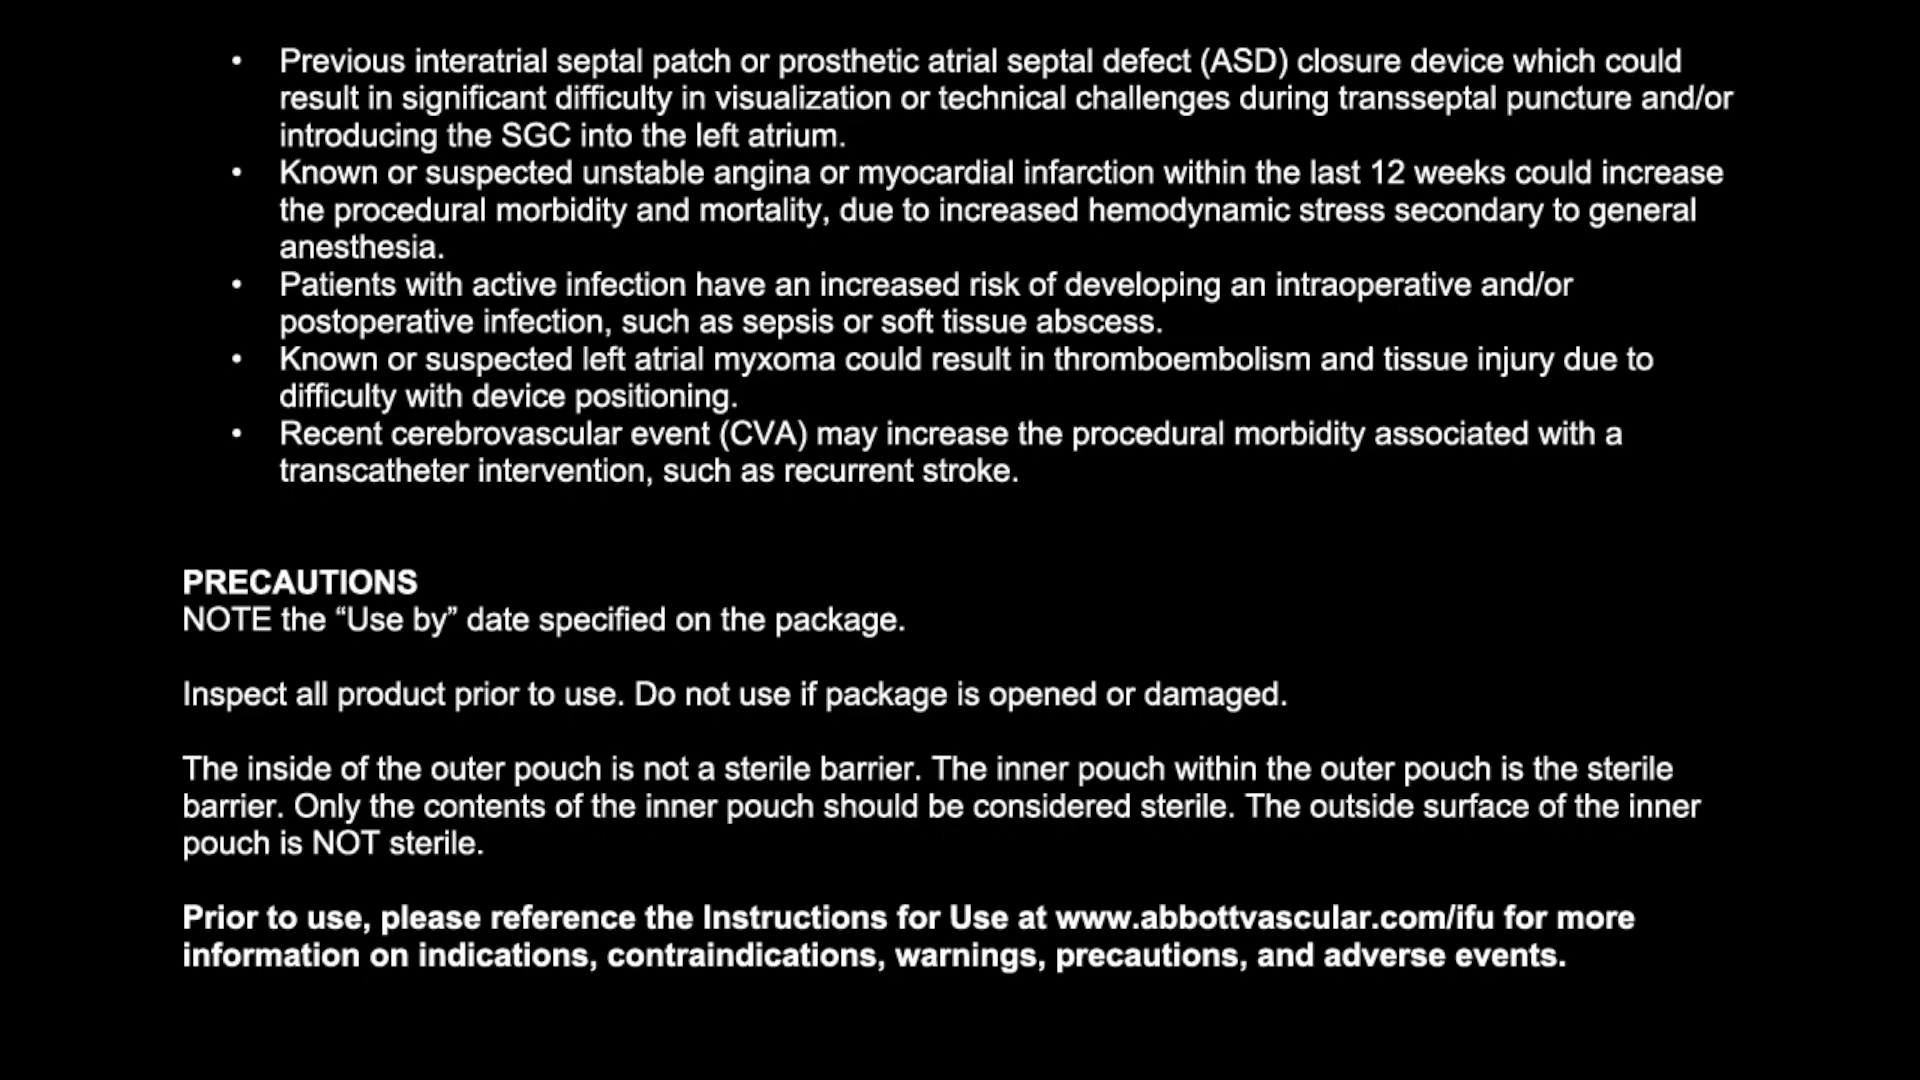 • Previous interatrial septal patch or prosthetic atrial septal defect (ASD) closure device which could
result in significant difficulty in visualization or technical challenges during transseptal puncture and/or
introducing the SGC into the left atrium.
• Known or suspected unstable angina or myocardial infarction within the last 12 weeks could increase
the procedural morbidity and mortality, due to increased hemodynamic stress secondary to general
anesthesia.
• Patients with active infection have an increased risk of developing an intraoperative and/or
postoperative infection, such as sepsis or soft tissue abscess.
• Known or suspected left atrial myxoma could result in thromboembolism and tissue injury due to
difficulty with device positioning.
• Recent cerebrovascular event (CVA) may increase the procedural morbidity associated with a
transcatheter intervention, such as recurrent stroke.
PRECAUTIONS
NOTE the “Use by” date specified on the package.
Inspect all product prior to use. Do not use if package is opened or damaged.
The inside of the outer pouch is not a sterile barrier. The inner pouch within the outer pouch is the sterile
barrier. Only the contents of the inner pouch should be considered sterile. The outside surface of the inner
pouch is NOT sterile.
Prior to use, please reference the Instructions for Use at www.abbottvascular.com/ifu for more
information on indications, contraindications, warnings, precautions, and adverse events.